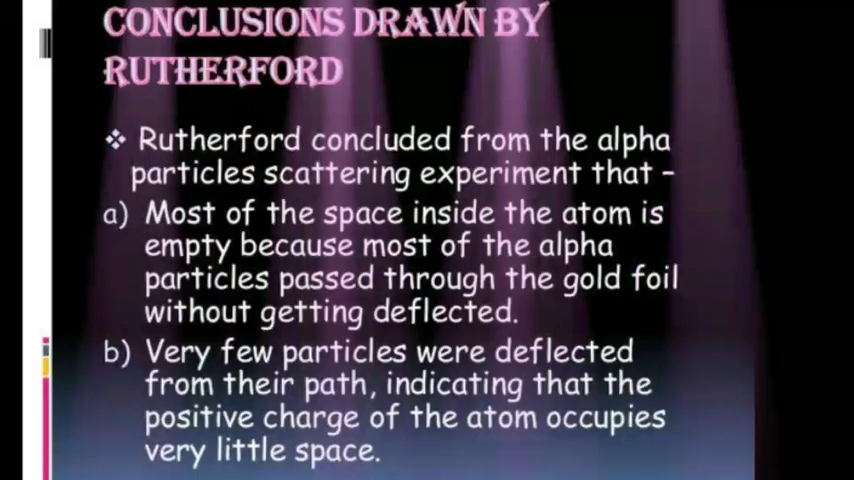 CONCLUSIONS DRAWN BY
RUTHERFORD
❖ Rutherford concluded from the alpha
particles scattering experiment that –
a) Most of the space inside the atom is
empty because most of the alpha
particles passed through the gold foil
without getting deflected.
b) Very few particles were deflected
from their path, indicating that the
positive charge of the atom occupies
very little space.